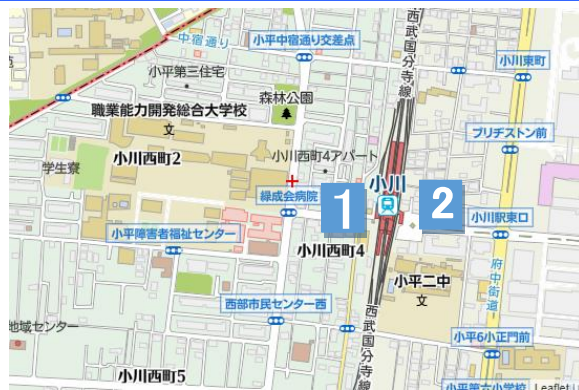 中宿通り
小平中宿通り交差点
西武国分寺線
小川東町
小平第三住宅
森林公園
職業能力開発総合大学校
文
ブリヂストン前
小川西町2
小川西町4アパート
学生寮
小川
緑成会病院
1
2
小川駅東口
小平障害者福祉センター
小川西町4
府中街道
小平二中
文
西部市民センター西
西武国分寺線
地域センター
小平6小正門前
小川西町5
小平第六小学校
Leaflet